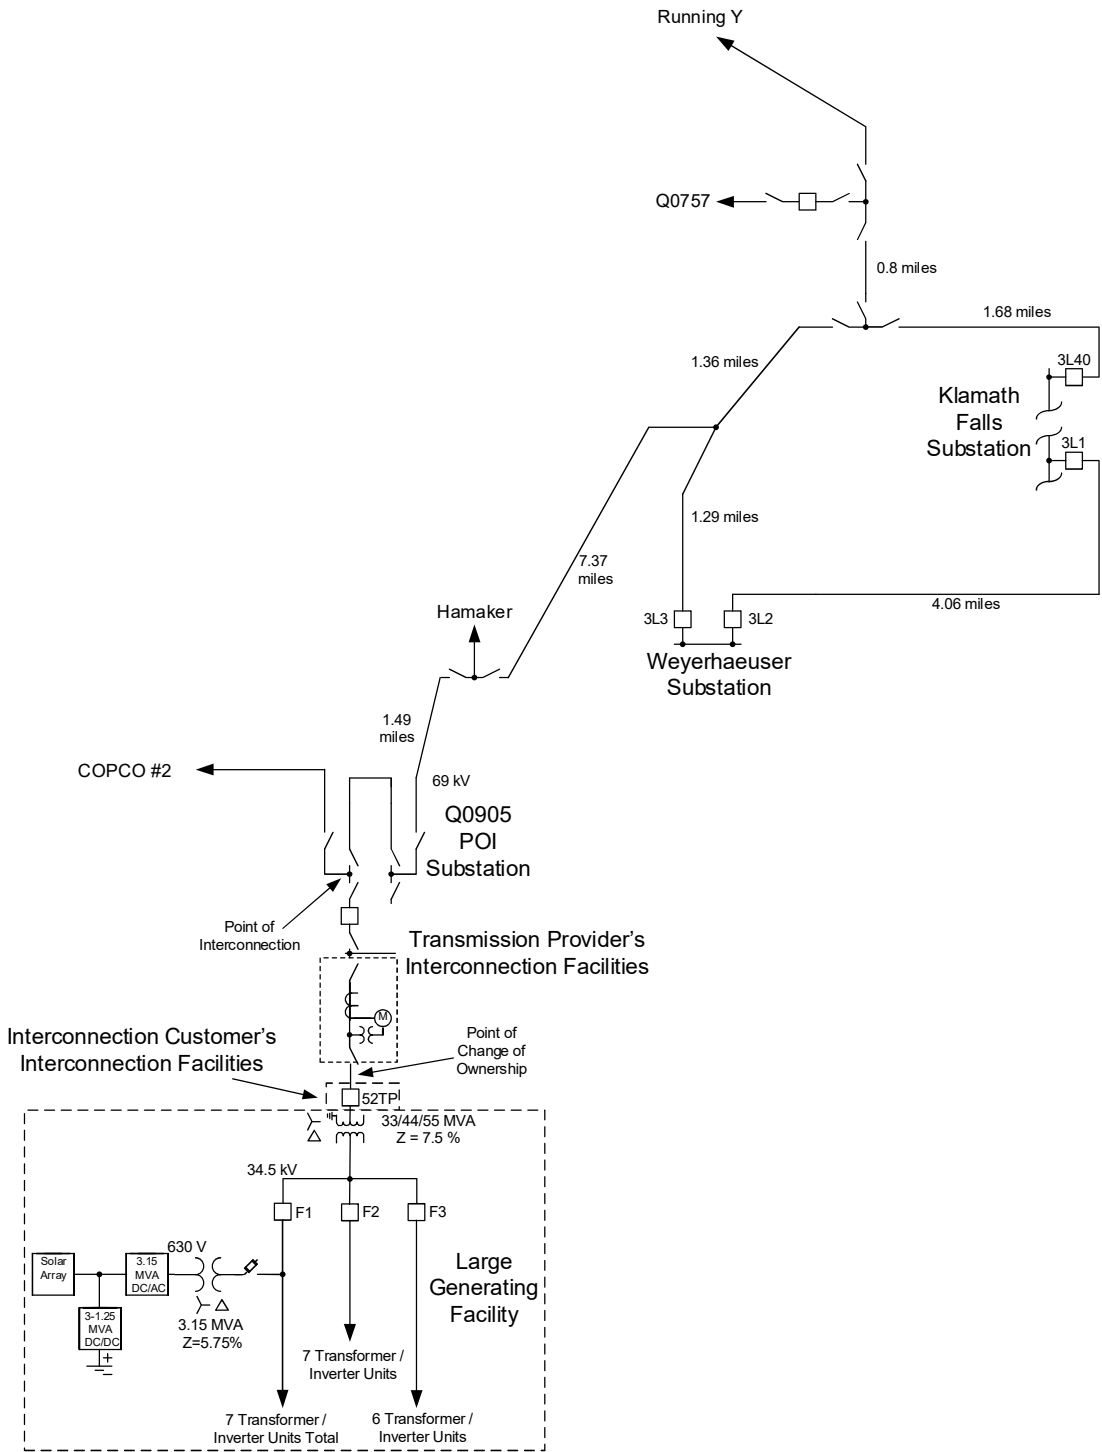 Running Y
Q0757
0.8 miles
1.68 miles
1.36 miles
3L40
Klamath
Falls
Substation
3L1
1.29 miles
7.37
miles
4.06 miles
Hamaker
3L3
3L2
Weyerhaeuser
Substation
1.49
miles
COPCO #2
69 kV
Q0905
POI
Substation
Point of
Interconnection
Transmission Provider's
Interconnection Facilities
M
Interconnection Customer's
Interconnection Facilities
Point of
Change of
Ownership
52TP
33/44/55 MVA
Z = 7.5 %
34.5 kV
F1
F2
F3
630 V
Solar
Array
3.15
MVA
DC/AC
Large
Generating
Facility
3-1.25
MVA
DC/DC
+
3.15 MVA
Z=5.75%
7 Transformer /
Inverter Units
7 Transformer /
Inverter Units Total
6 Transformer /
Inverter Units